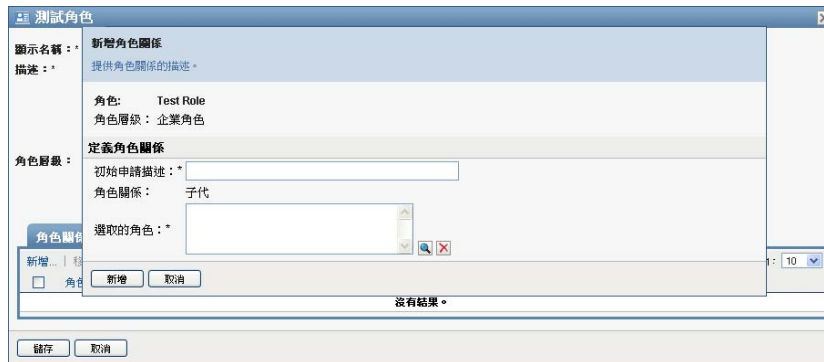 測試角色
顯示名稱：*
描述：*
角色層級：
新增角色關係
提供角色關係的描述。
角色: Test Role
角色層級： 企業角色
定義角色關係
初始申請描述：*
角色關係： 子代
選取的角色：*
新增 取消
角色關係
新增... | 移
: 10
角色
沒有結果。
儲存 取消